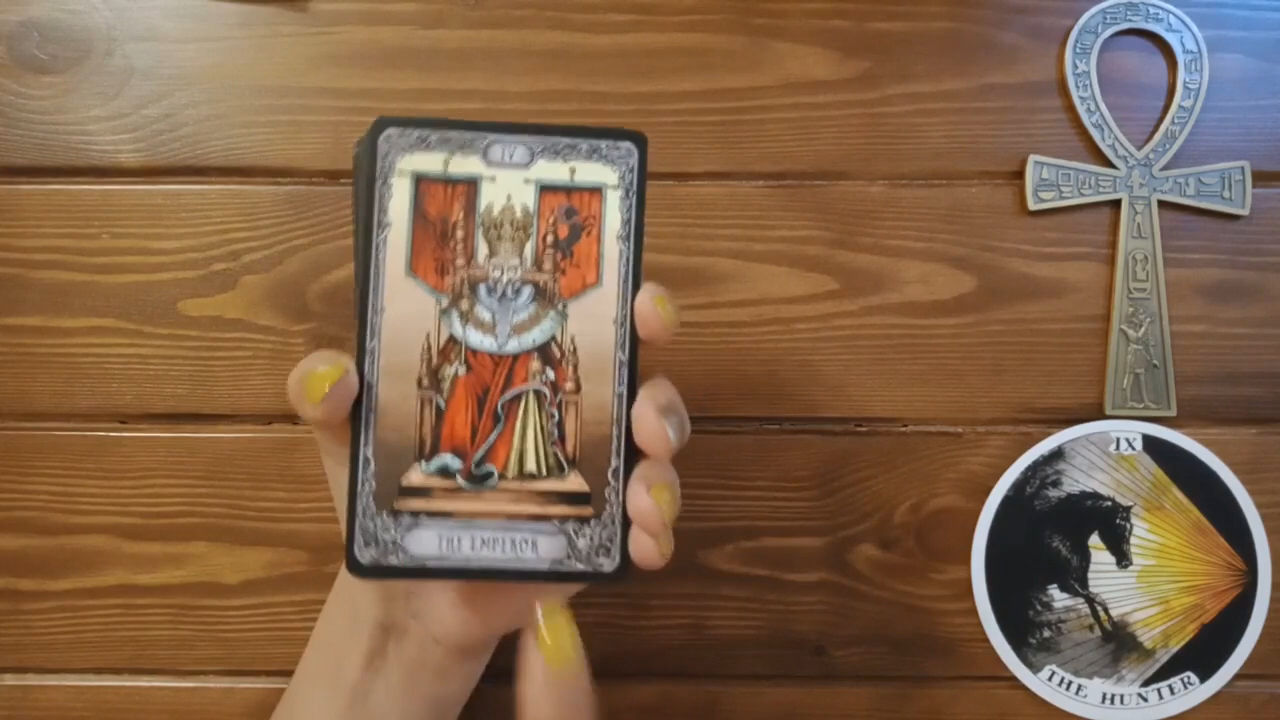 IV
THE EMPEROR
IX
THE HUNTER